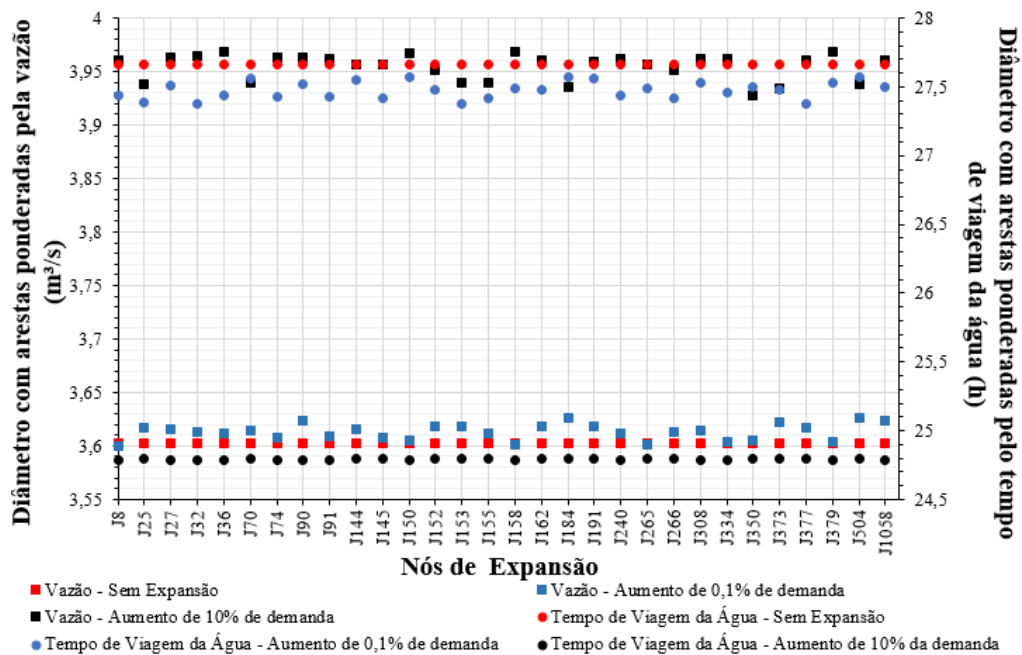 Diâmetro com arestas ponderadas pela vazão
(m³/s)
4
3,95
3,9
3,85
3,8
3,75
3,7
3,65
3,6
3,55
28
27,5
27
26,5
26
25,5
25
24,5
Diâmetro com arestas ponderadas pelo tempo
de viagem da água (h)
J8
J25
J27
J32
J36
J70
J74
J90
J91
J144
J145
J150
J152
J153
J155
J158
J162
J184
J191
J240
J265
J266
J308
J334
J350
J373
J377
J379
J504
J1058
Nós de Expansão
Vazão - Sem Expansão
Vazão - Aumento de 0,1% de demanda
Vazão - Aumento de 10% de demanda
Tempo de Viagem da Água - Sem Expansão
Tempo de Viagem da Água - Aumento de 0,1% de demanda
Tempo de Viagem da Água - Aumento de 10% da demanda